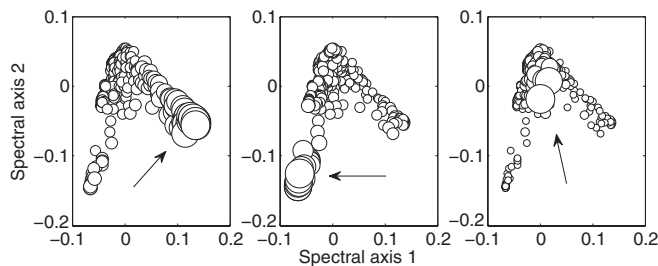 0.1 0.1 0.1
0 0 0
−0.1 −0.1 −0.1
−0.2 −0.2 −0.2
−0.1 0 0.1 0.2 −0.1 0 0.1 0.2 −0.1 0 0.1 0.2
Spectral axis 2
Spectral axis 1